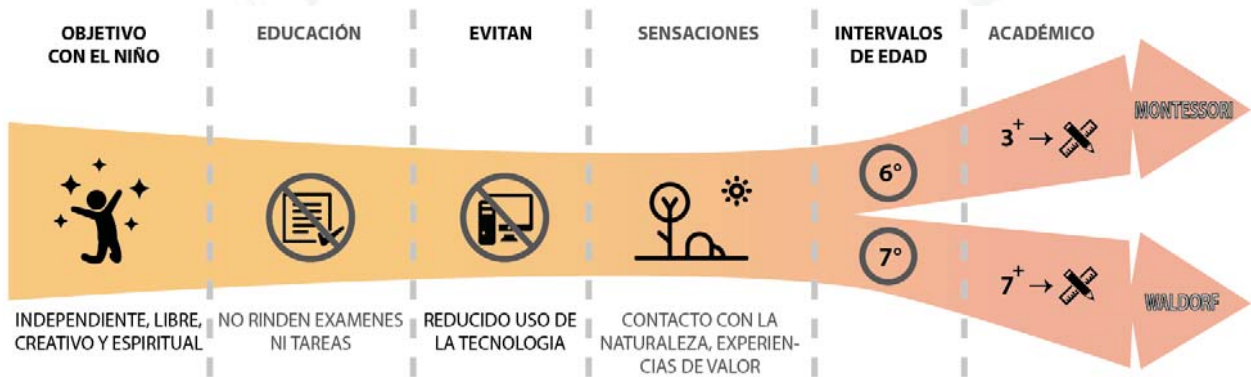 OBJETIVO
CON EL NIÑO
EDUCACIÓN
EVITAN
SENSACIONES
INTERVALOS
DE EDAD
ACADÉMICO
MONTESSORI
3+ →
6°
7°
7+ →
WALDORF
INDEPENDIENTE, LIBRE,
CREATIVO Y ESPIRITUAL
NO RINDEN EXAMENES
NI TAREAS
REDUCIDO USO DE
LA TECNOLOGIA
CONTACTO CON LA
NATURALEZA, EXPERIEN-
CIAS DE VALOR